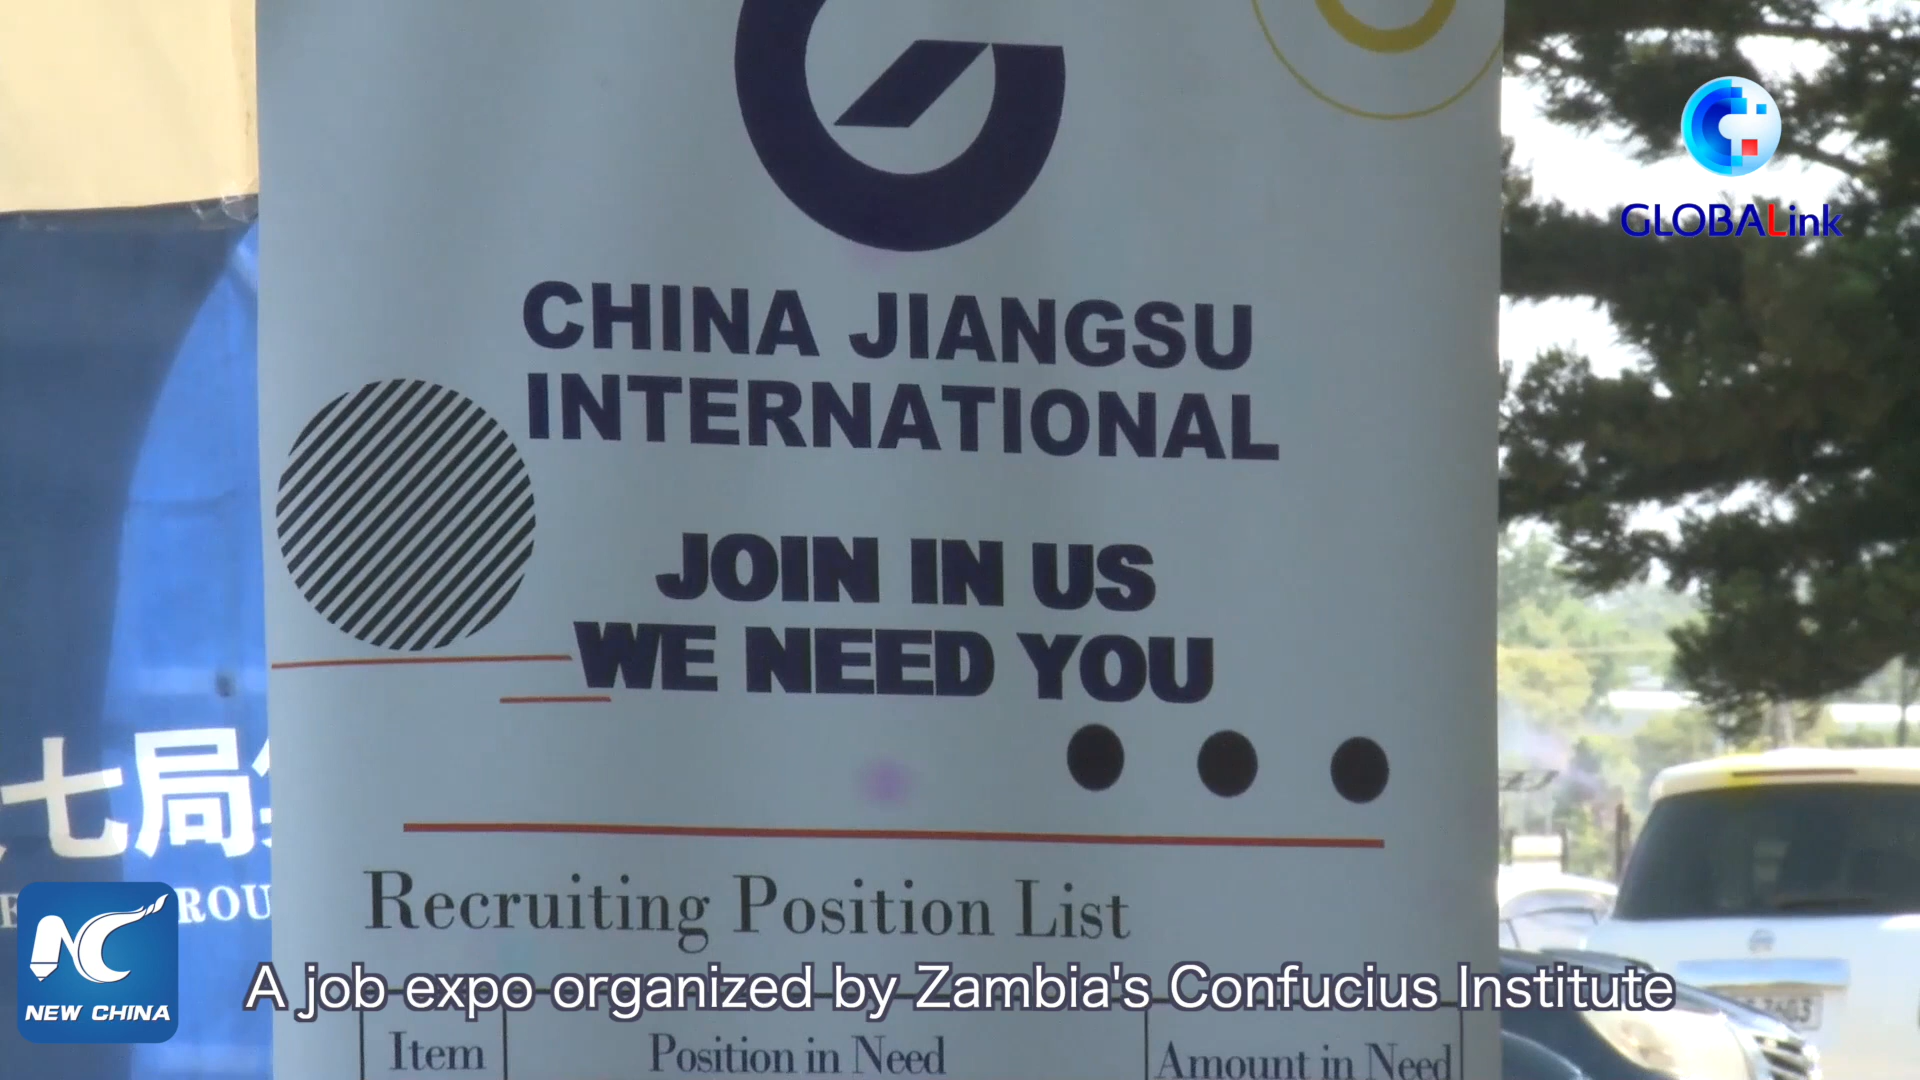 GLOBALink
CHINA JIANGSU
INTERNATIONAL
JOIN IN US
WE NEED YOU
七局
ROU
Recruiting Position List
NEW CHINA
A job expo organized by Zambia's Confucius Institute
Item
Position in Need
Amount in Need